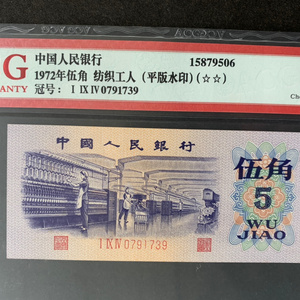 G
ANTY
中国人民银行
15879506
1972年伍角 纺织工人（平版水印）(☆☆)
冠号： I IX IV 0791739
中国人民银行
伍角
5
WU
JIAO
I IX IV 0791739